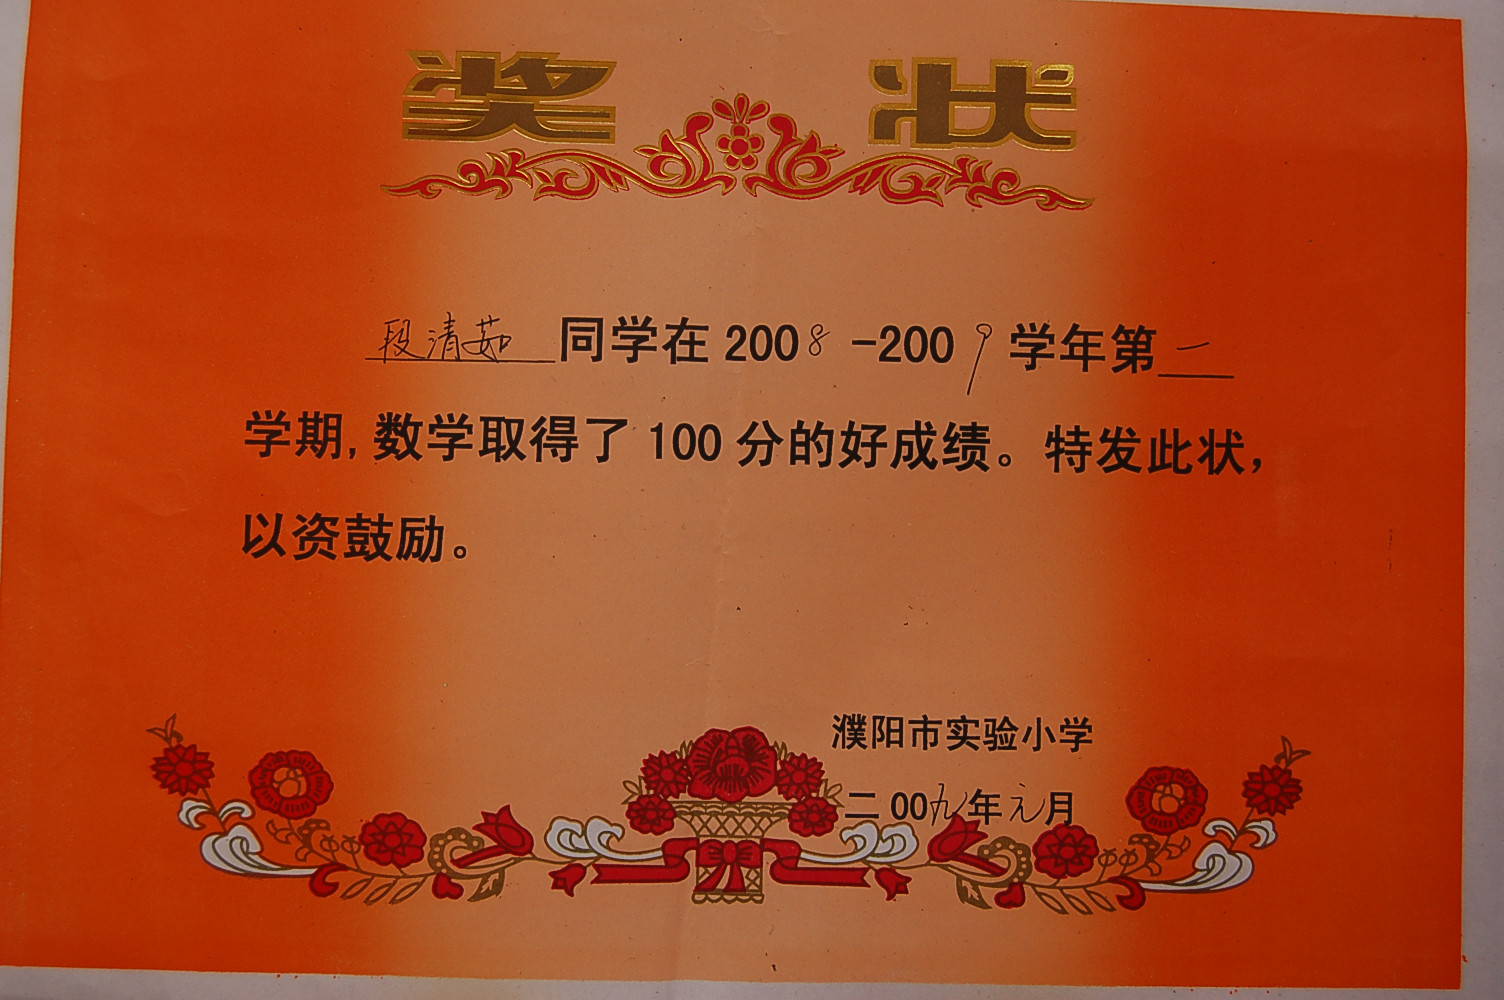 奖状
段清茹同学在2008-2009学年第一
学期,数学取得了100分的好成绩。特发此状,
以资鼓励。
濮阳市实验小学
二00九年元月